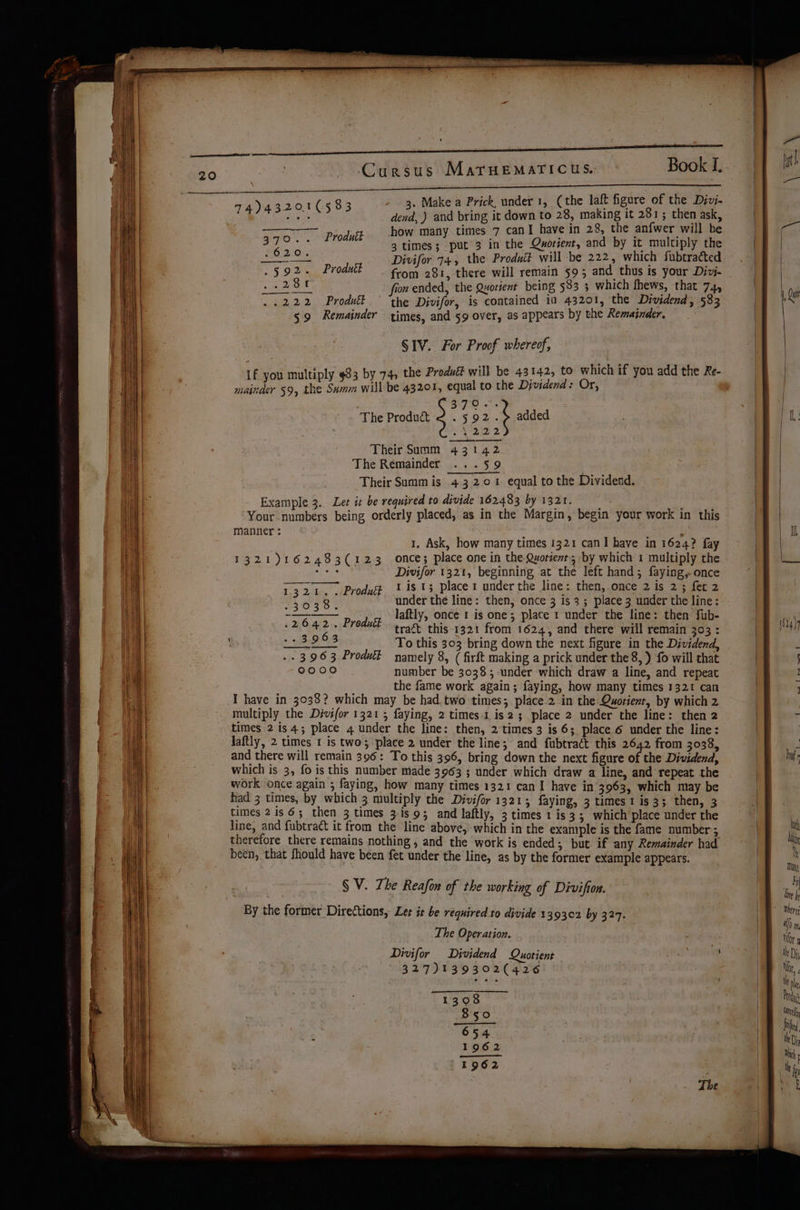 20 Cursus Mathematicus. Book I.
74)43201(583
370.. Product
.620.
.592. Product
..281
..222 Product
59 Remainder
3. Make a Prick under 1, (the laſt figure of the Divi-
dend,) and bring it down to 28, making it 281; then ask,
how many times 7 can I have in 28, the anſwer will be
3 times; put 3 in the Quotient, and by it multiply the
Diviſor 74, the Product will be 222, which ſubtracted
from 281, there will remain 59; and thus is your Divi-
ſion ended, the Quotient being 583; which ſhews, that 74,
the Diviſor, is contained in 43201, the Dividend, 583
times, and 59 over, as appears by the Remainder.
§ IV. For Proof whereof,
If you multiply 983 by 74, the Product will be 43142, to which if you add the Re-
mainder 59, the Summ will be 43201, equal to the Dividend: Or,
The Product { 370.. .592. ..222 } added
Their Summ 43142
The Remainder ...59
Their Summ is 43201 equal to the Dividend.
Example 3. Let it be required to divide 162483 by 1321.
Your numbers being orderly placed, as in the Margin, begin your work in this
manner:
1321)162483(123
1321.. Product
.3038.
.2642. Product
..3963
..3963 Product
0000
1. Ask, how many times 1321 can I have in 1624? ſay
once; place one in the Quotient; by which 1 multiply the
Diviſor 1321, beginning at the left hand; ſaying, once
1 is 1; place 1 under the line: then, once 2 is 2; ſet 2
under the line: then, once 3 is 3; place 3 under the line:
laſtly, once 1 is one; place 1 under the line: then ſub-
tract this 1321 from 1624, and there will remain 303:
To this 303 bring down the next figure in the Dividend,
namely 8, (firſt making a prick under the 8,) ſo will that
number be 3038; under which draw a line, and repeat
the ſame work again; ſaying, how many times 1321 can
I have in 3038? which may be had two times; place 2 in the Quotient, by which 2
multiply the Diviſor 1321; ſaying, 2 times 1 is 2; place 2 under the line: then 2
times 2 is 4; place 4 under the line: then, 2 times 3 is 6; place 6 under the line:
laſtly, 2 times 1 is two; place 2 under the line; and ſubtract this 2642 from 3038,
and there will remain 396: To this 396, bring down the next figure of the Dividend,
which is 3, ſo is this number made 3963; under which draw a line, and repeat the
work once again; ſaying, how many times 1321 can I have in 3963, which may be
had 3 times, by which 3 multiply the Diviſor 1321; ſaying, 3 times 1 is 3; then, 3
times 2 is 6; then 3 times 3 is 9; and laſtly, 3 times 1 is 3; which place under the
line, and ſubtract it from the line above, which in the example is the ſame number;
therefore there remains nothing, and the work is ended; but if any Remainder had
been, that ſhould have been ſet under the line, as by the former example appears.
§ V. The Reaſon of the working of Diviſion.
By the former Directions, Let it be required to divide 139302 by 327.
The Operation.
Diviſor Dividend Quotient
327)139302(426
1308
850
654
1962
1962
The